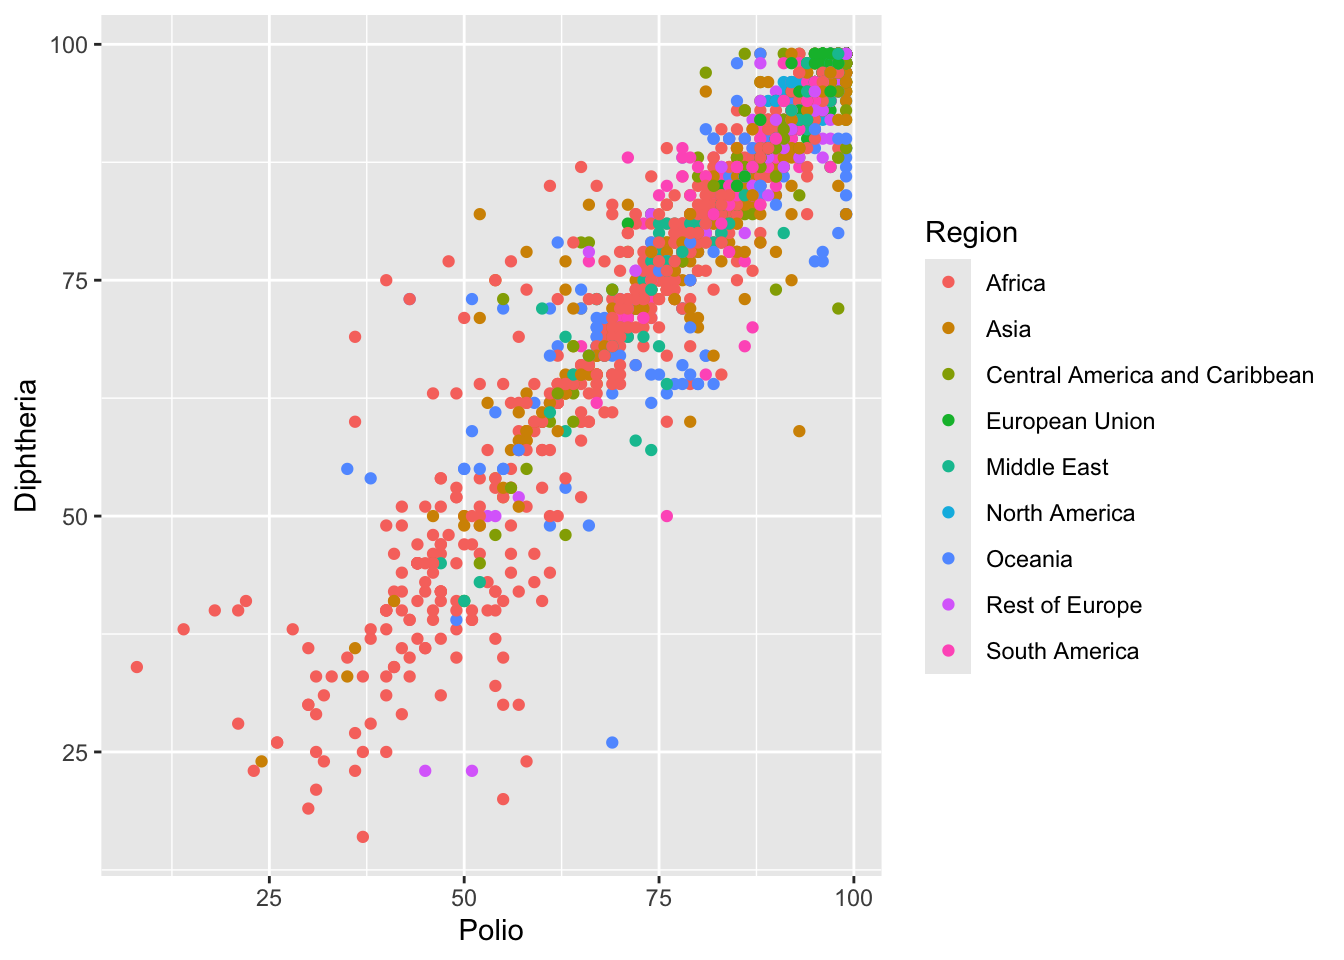 100
75
50
25
Diphtheria
25 50 75 100
Polio
Region
Africa
Asia
Central America and Caribbean
European Union
Middle East
North America
Oceania
Rest of Europe
South America